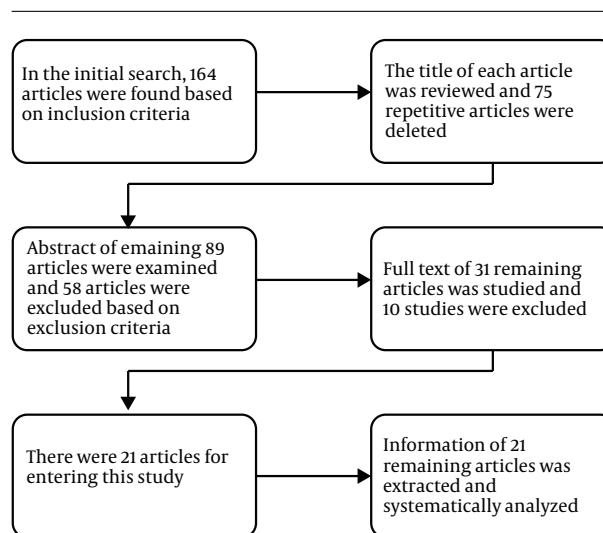 In the initial search, 164
articles were found based
on inclusion criteria
The title of each article
was reviewed and 75
repetitive articles were
deleted
Abstract of emaining 89
articles were examined
and 58 articles were
excluded based on
exclusion criteria
Full text of 31 remaining
articles was studied and
10 studies were excluded
There were 21 articles for
entering this study
Information of 21
remaining articles was
extracted and
systematically analyzed